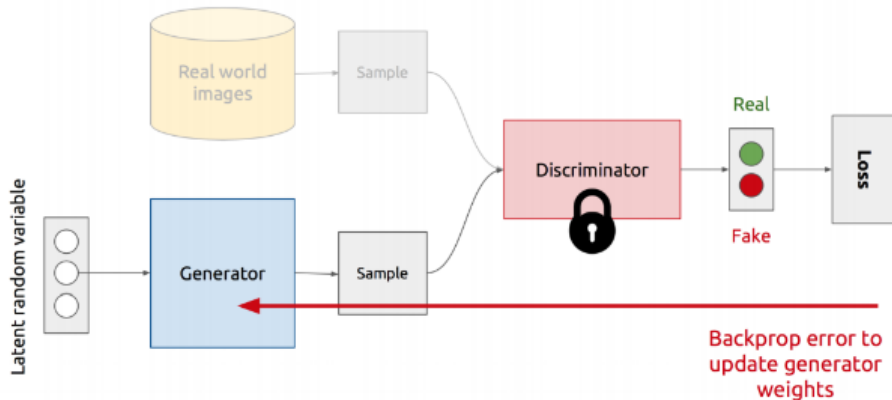 Real world
images
Sample
Real
Discriminator
Loss
Fake
Latent random variable
Generator
Sample
Backprop error to
update generator
weights